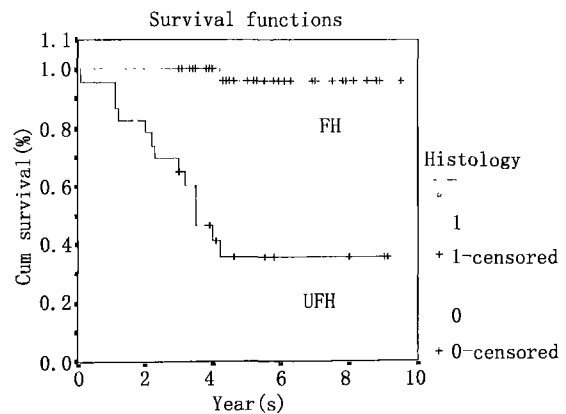 Survival functions
1.1
1.0
0.8
0.6
0.4
0.2
0.0
Cum survival(%)
0
2
4
6
8
10
Year(s)
FH
UFH
Histology
1
+ 1-censored
0
+ 0-censored